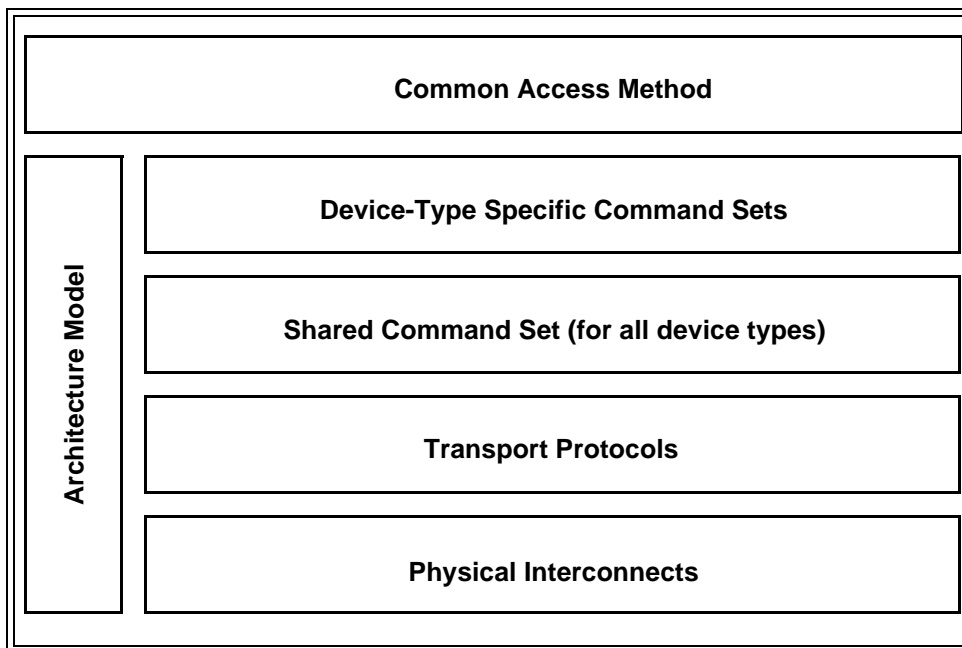 Common Access Method
Architecture Model
Device-Type Specific Command Sets
Shared Command Set (for all device types)
Transport Protocols
Physical Interconnects